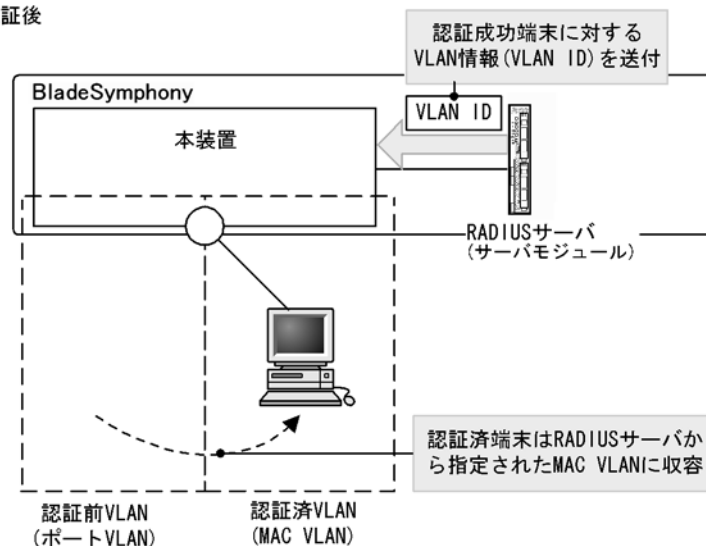 証後
認証成功端末に対する
VLAN情報(VLAN ID)を送付
BladeSymphony
VLAN ID
本装置
RADIUSサーバ
(サーバモジュール)
認証済端末はRADIUSサーバか
ら指定されたMAC VLANに収容
認証前VLAN
(ポートVLAN)
認証済VLAN
(MAC VLAN)